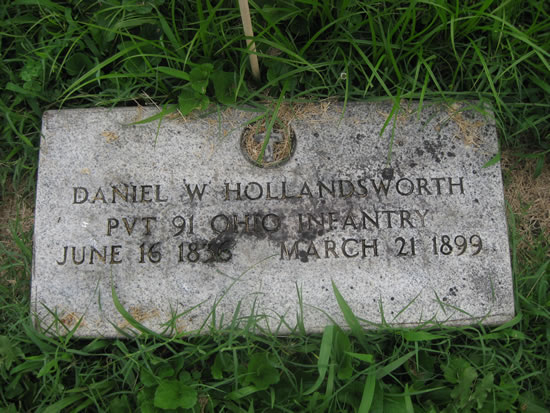 DANIEL W HOLLANDSWORTH
PVT 91 OHIO INFANTRY
JUNE 16 MARCH 21 1899